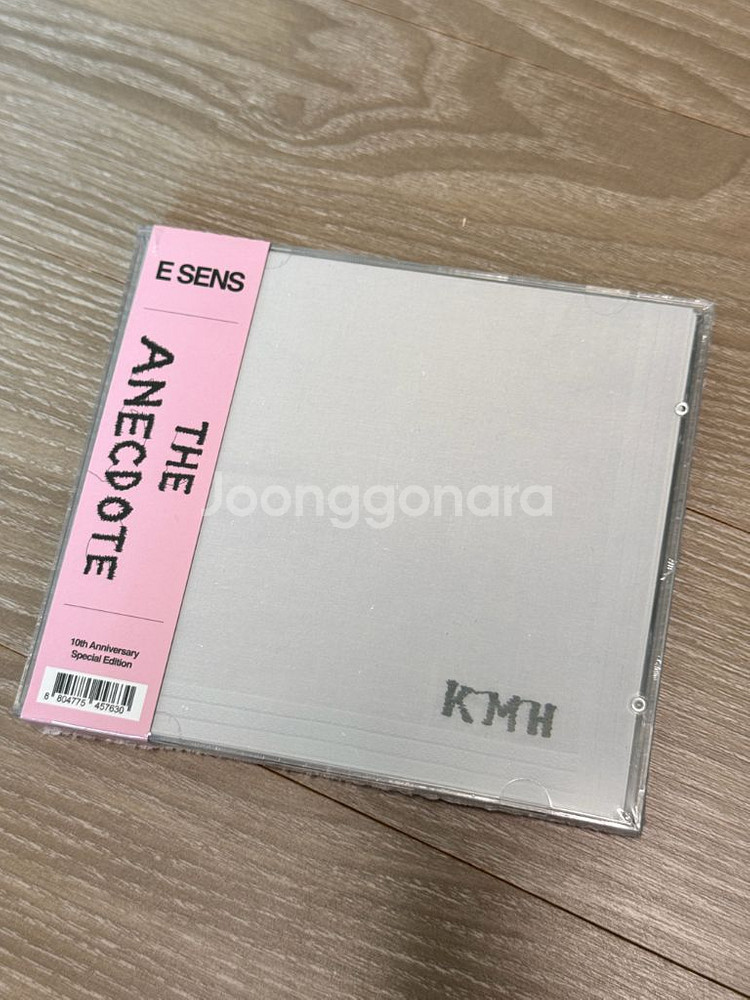 E SENS
THE
ANECDOTE
10th Anniversary
Special Edition
8 804775 457630
KMH
Joonggonara